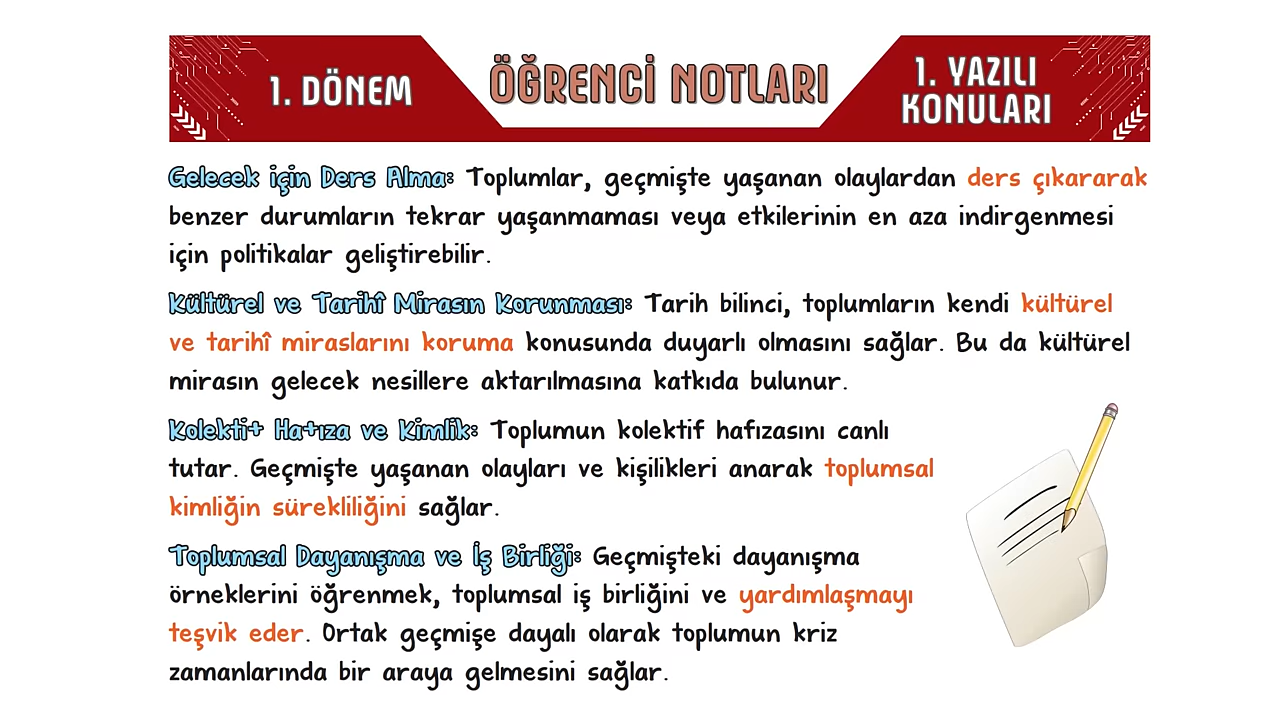 1. DÖNEM
ÖĞRENCİ NOTLARI
1. YAZILI
KONULARI
Gelecek için Ders Alma: Toplumlar, geçmişte yaşanan olaylardan ders çıkararak
benzer durumların tekrar yaşanmaması veya etkilerinin en aza indirgenmesi
için politikalar geliştirebilir.
Kültürel ve Tarihî Mirasın Korunması: Tarih bilinci, toplumların kendi kültürel
ve tarihî miraslarını koruma konusunda duyarlı olmasını sağlar. Bu da kültürel
mirasın gelecek nesillere aktarılmasına katkıda bulunur.
Kolektif Hafıza ve Kimlik: Toplumun kolektif hafızasını canlı
tutar. Geçmişte yaşanan olayları ve kişilikleri anarak toplumsal
kimliğin sürekliliğini sağlar.
Toplumsal Dayanışma ve İş Birliği: Geçmişteki dayanışma
örneklerini öğrenmek, toplumsal iş birliğini ve yardımlaşmayı
teşvik eder. Ortak geçmişe dayalı olarak toplumun kriz
zamanlarında bir araya gelmesini sağlar.